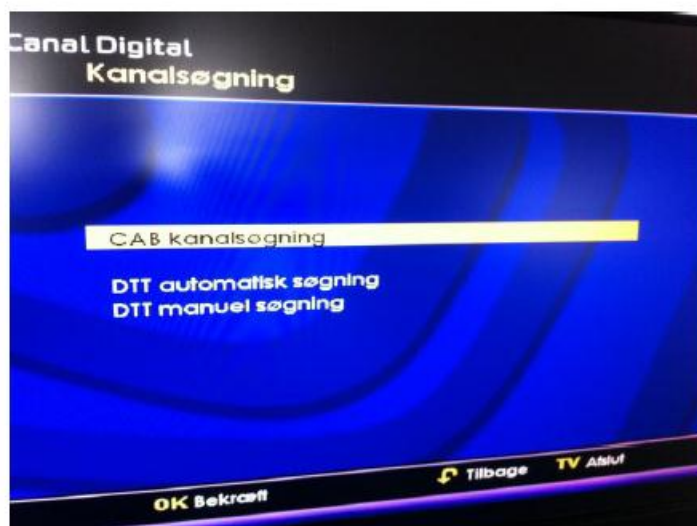 Canal Digital
Kanalsøgning
CAB kanalsøgning
DTT automatisk søgning
DTT manuel søgning
OK Bekræft Tilbage TV Afslut